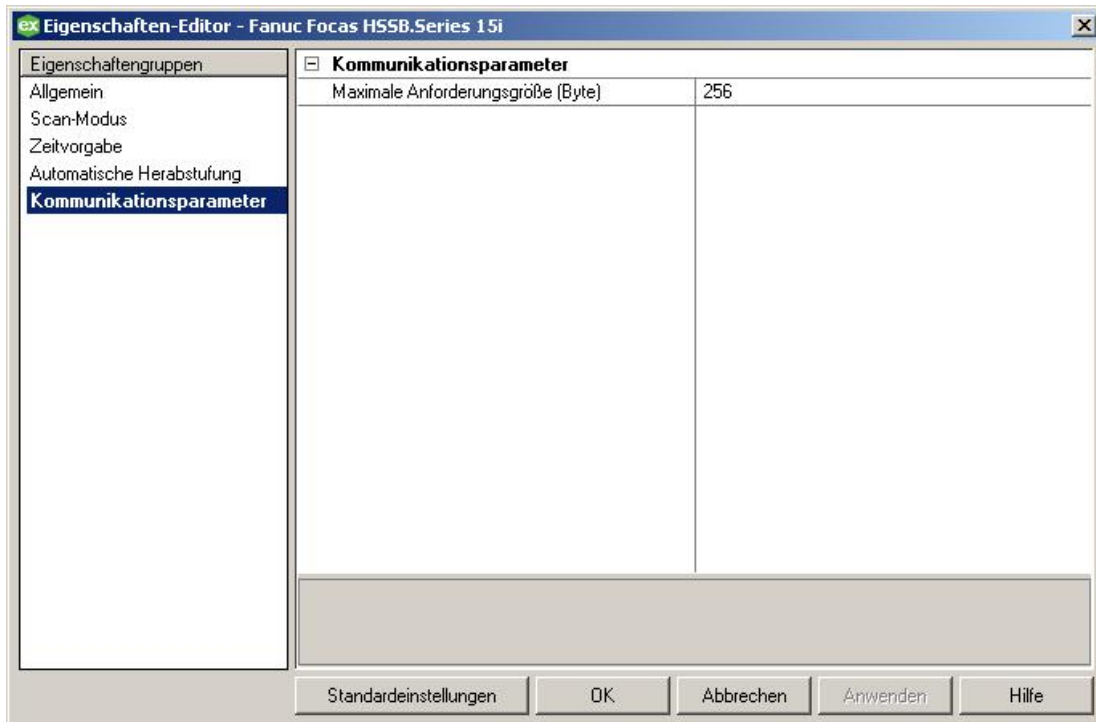 ex Eigenschaften-Editor - Fanuc Focas HSSB.Series 15i
Eigenschaftengruppen
Allgemein
Scan-Modus
Zeitvorgabe
Automatische Herabstufung
Kommunikationsparameter
Kommunikationsparameter
Maximale Anforderungsgröße (Byte) 256
Standardeinstellungen OK Abbrechen Anwenden Hilfe